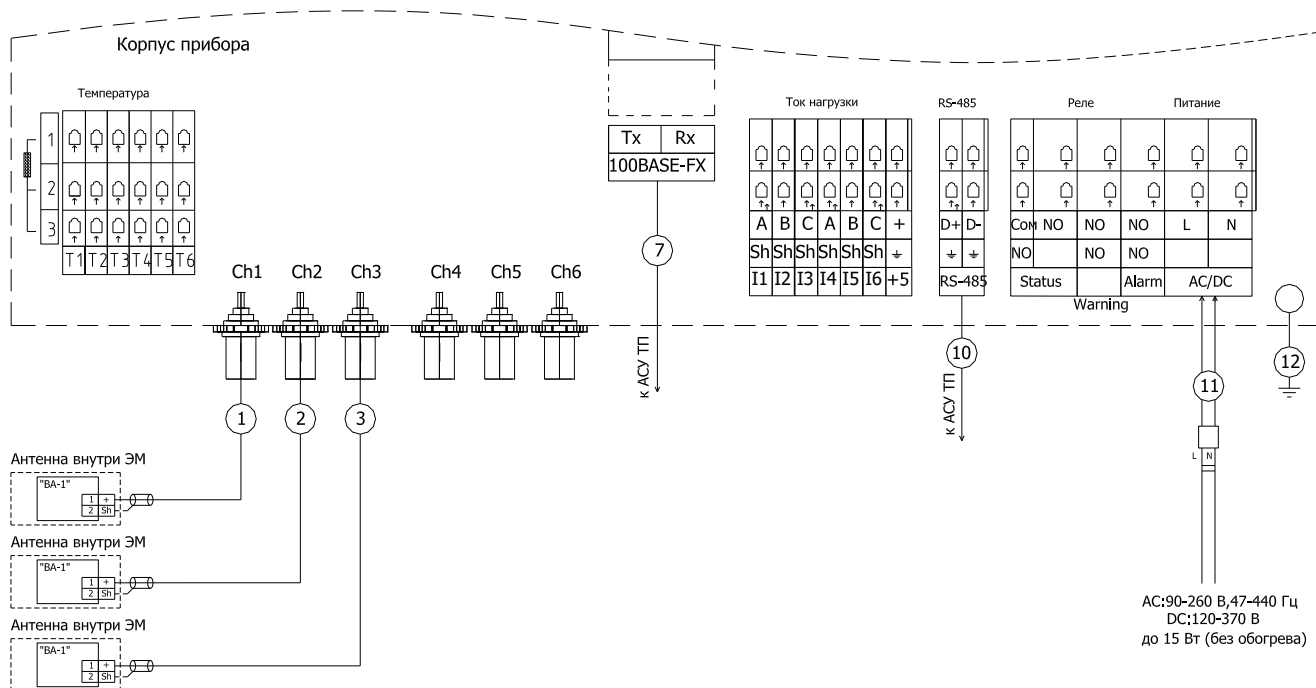 Корпус прибора
Температура
1
2
3
T1 T2 T3 T4 T5 T6
Tx Rx
100BASE-FX
7
к АСУ ТП
Ток нагрузки
A B C A B C +
Sh Sh Sh Sh Sh Sh
I1 I2 I3 I4 I5 I6 +5
RS-485
D+ D-
RS-485
10
к АСУ ТП
Реле Питание
Com NO NO NO L N
NO NO NO
Status Alarm AC/DC
Warning
11
12
L N
AC:90-260 В,47-440 Гц
DC:120-370 В
до 15 Вт (без обогрева)
Ch1 Ch2 Ch3 Ch4 Ch5 Ch6
1 2 3
Антенна внутри ЭМ
"ВА-1"
1 +
2 Sh
Антенна внутри ЭМ
"ВА-1"
1 +
2 Sh
Антенна внутри ЭМ
"ВА-1"
1 +
2 Sh